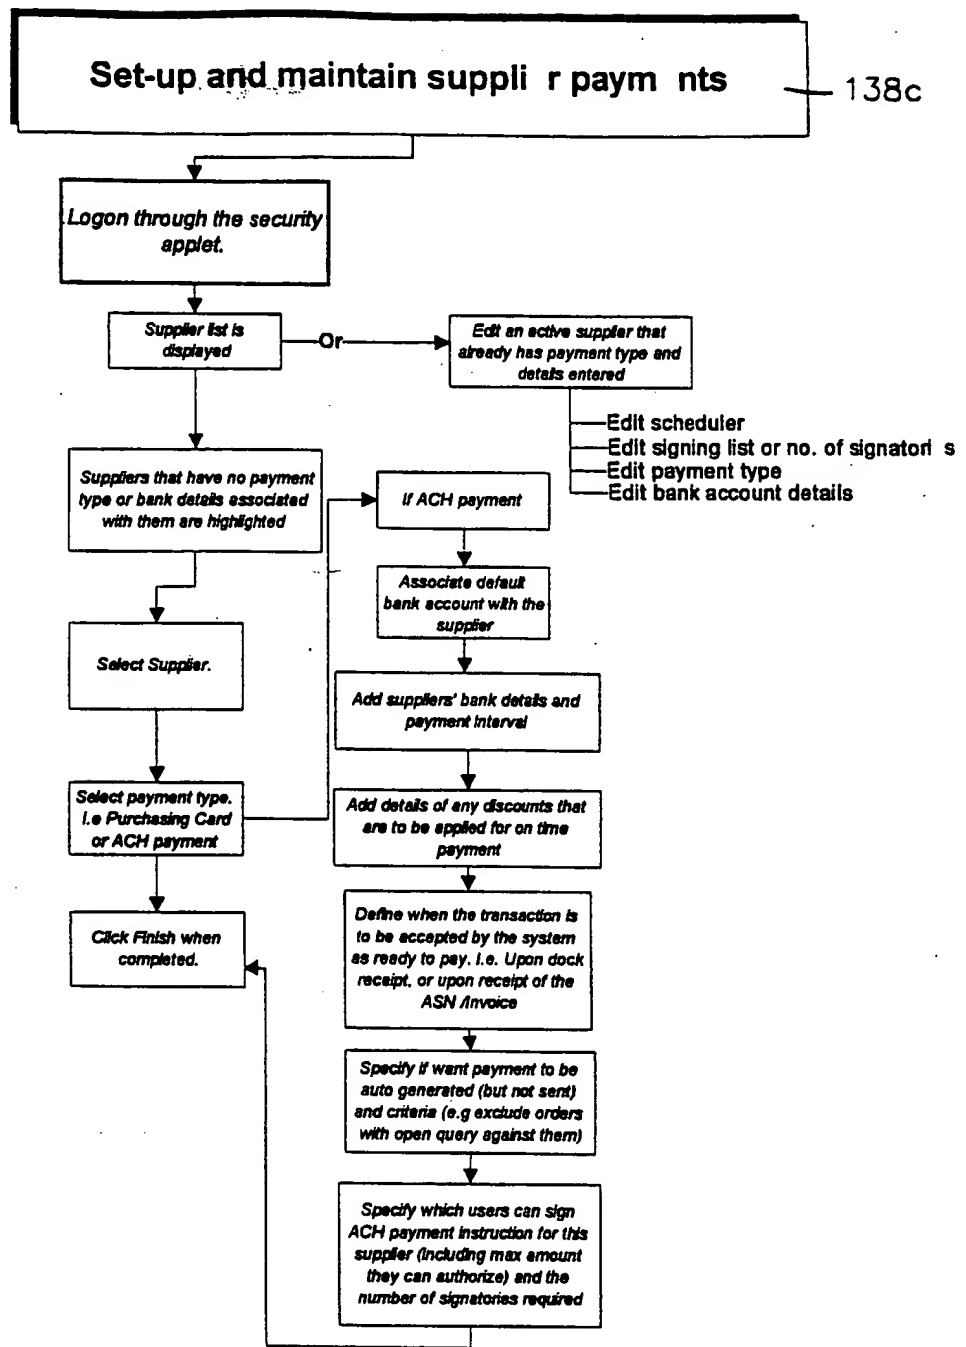 Set-up and maintain suppli r paym nts
138c
Logon through the security
applet.
Supplier list is
displayed
Or
Edit an active supplier that
already has payment type and
details entered
Edit scheduler
Edit signing list or no. of signatori s
Edit payment type
Edit bank account details
Suppliers that have no payment
type or bank details associated
with them are highlighted
Select Supplier.
Select payment type.
I.e Purchasing Card
or ACH payment
Click Finish when
completed.
If ACH payment
Associate default
bank account with the
supplier
Add suppliers' bank details and
payment interval
Add details of any discounts that
are to be applied for on time
payment
Define when the transaction is
to be accepted by the system
as ready to pay. I.e. Upon dock
receipt, or upon receipt of the
ASN /Invoice
Specify if want payment to be
auto generated (but not sent)
and criteria (e.g exclude orders
with open query against them)
Specify which users can sign
ACH payment instruction for this
supplier (including max amount
they can authorize) and the
number of signatories required